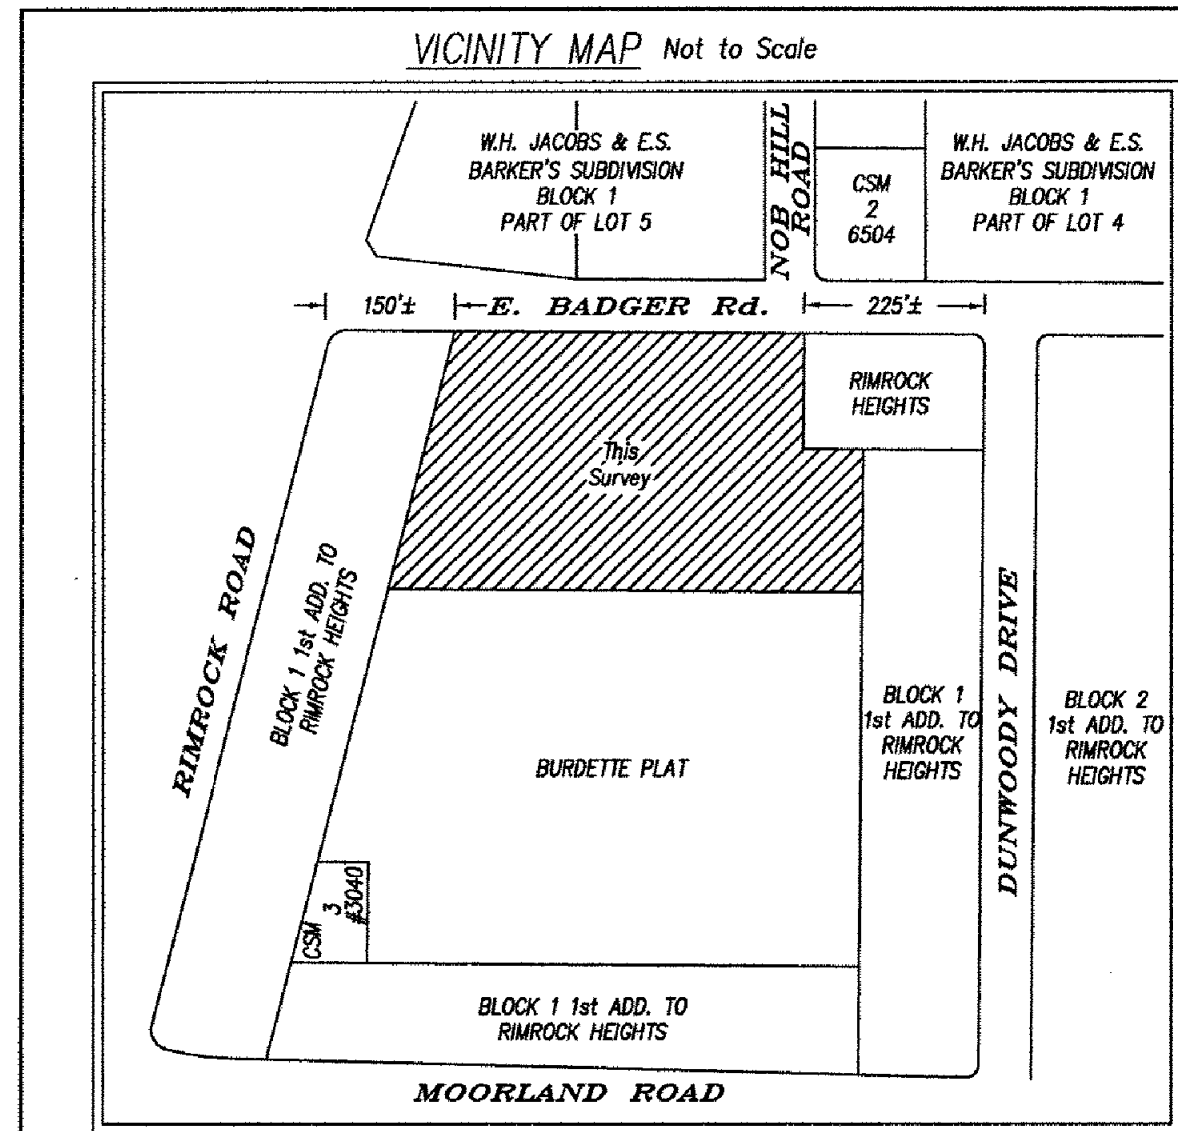 VICINITY MAP Not to Scale
W.H. JACOBS & E.S.
BARKER'S SUBDIVISION
BLOCK 1
PART OF LOT 5
NOB HILL
ROAD
CSM
2
6504
W.H. JACOBS & E.S.
BARKER'S SUBDIVISION
BLOCK 1
PART OF LOT 4
150'±
E. BADGER Rd.
225'±
RIMROCK
HEIGHTS
This
Survey
RIMROCK ROAD
BLOCK 1 1st ADD. TO
RIMROCK HEIGHTS
BURDETTE PLAT
BLOCK 1
1st ADD. TO
RIMROCK
HEIGHTS
DUNWOODY DRIVE
BLOCK 2
1st ADD. TO
RIMROCK
HEIGHTS
CSM
3
#3040
BLOCK 1 1st ADD. TO
RIMROCK HEIGHTS
MOORLAND ROAD